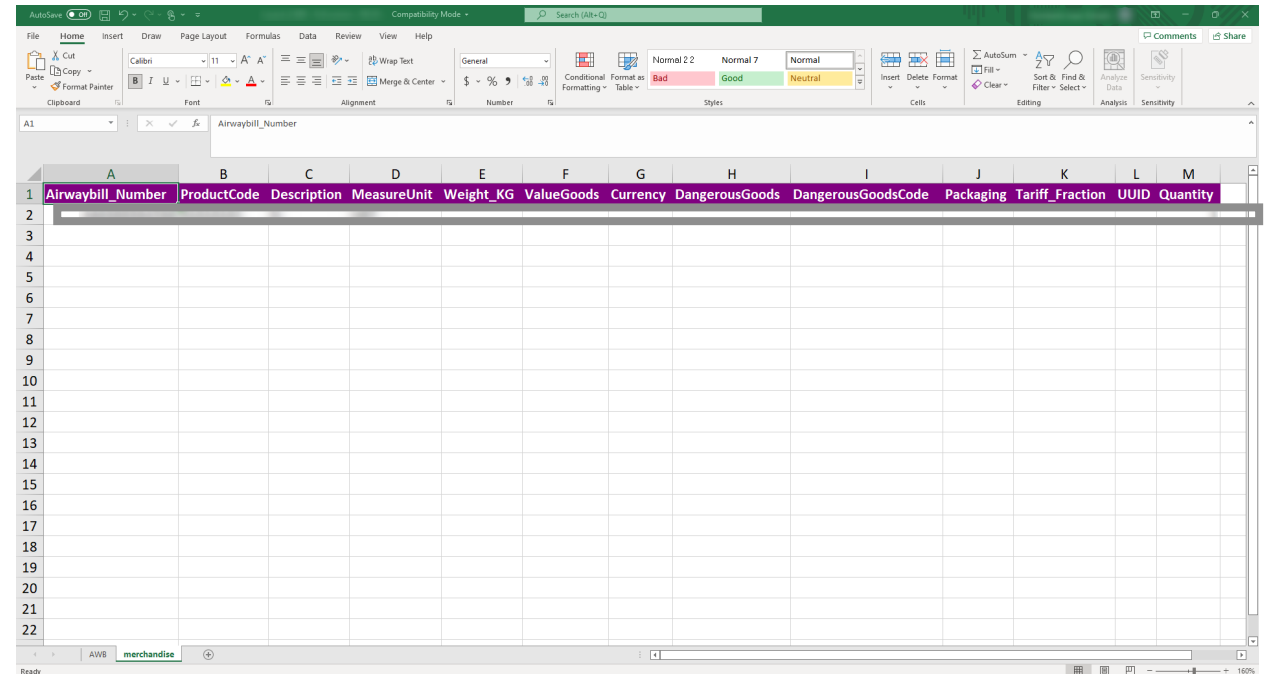 AutoSave On Compatibility Mode Search (Alt+Q)
File Home Insert Draw Page Layout Formulas Data Review View Help Comments Share
Paste Cut Copy Format Painter Clipboard
Calibri 11 B I U Font
Wrap Text Merge & Center Alignment
General $ % Number
Conditional Formatting Format as Table Normal 2 2 Normal 7 Normal Bad Good Neutral Styles
Insert Delete Format Cells
AutoSum Fill Clear Sort & Filter Find & Select Editing
Analyze Data Analysis
Sensitivity Sensitivity
A1 fx Airwaybill_Number
A B C D E F G H I J K L M
1 Airwaybill_Number ProductCode Description MeasureUnit Weight_KG ValueGoods Currency DangerousGoods DangerousGoodsCode Packaging Tariff_Fraction UUID Quantity
2
3
4
5
6
7
8
9
10
11
12
13
14
15
16
17
18
19
20
21
22
AWB merchandise
Ready 160%